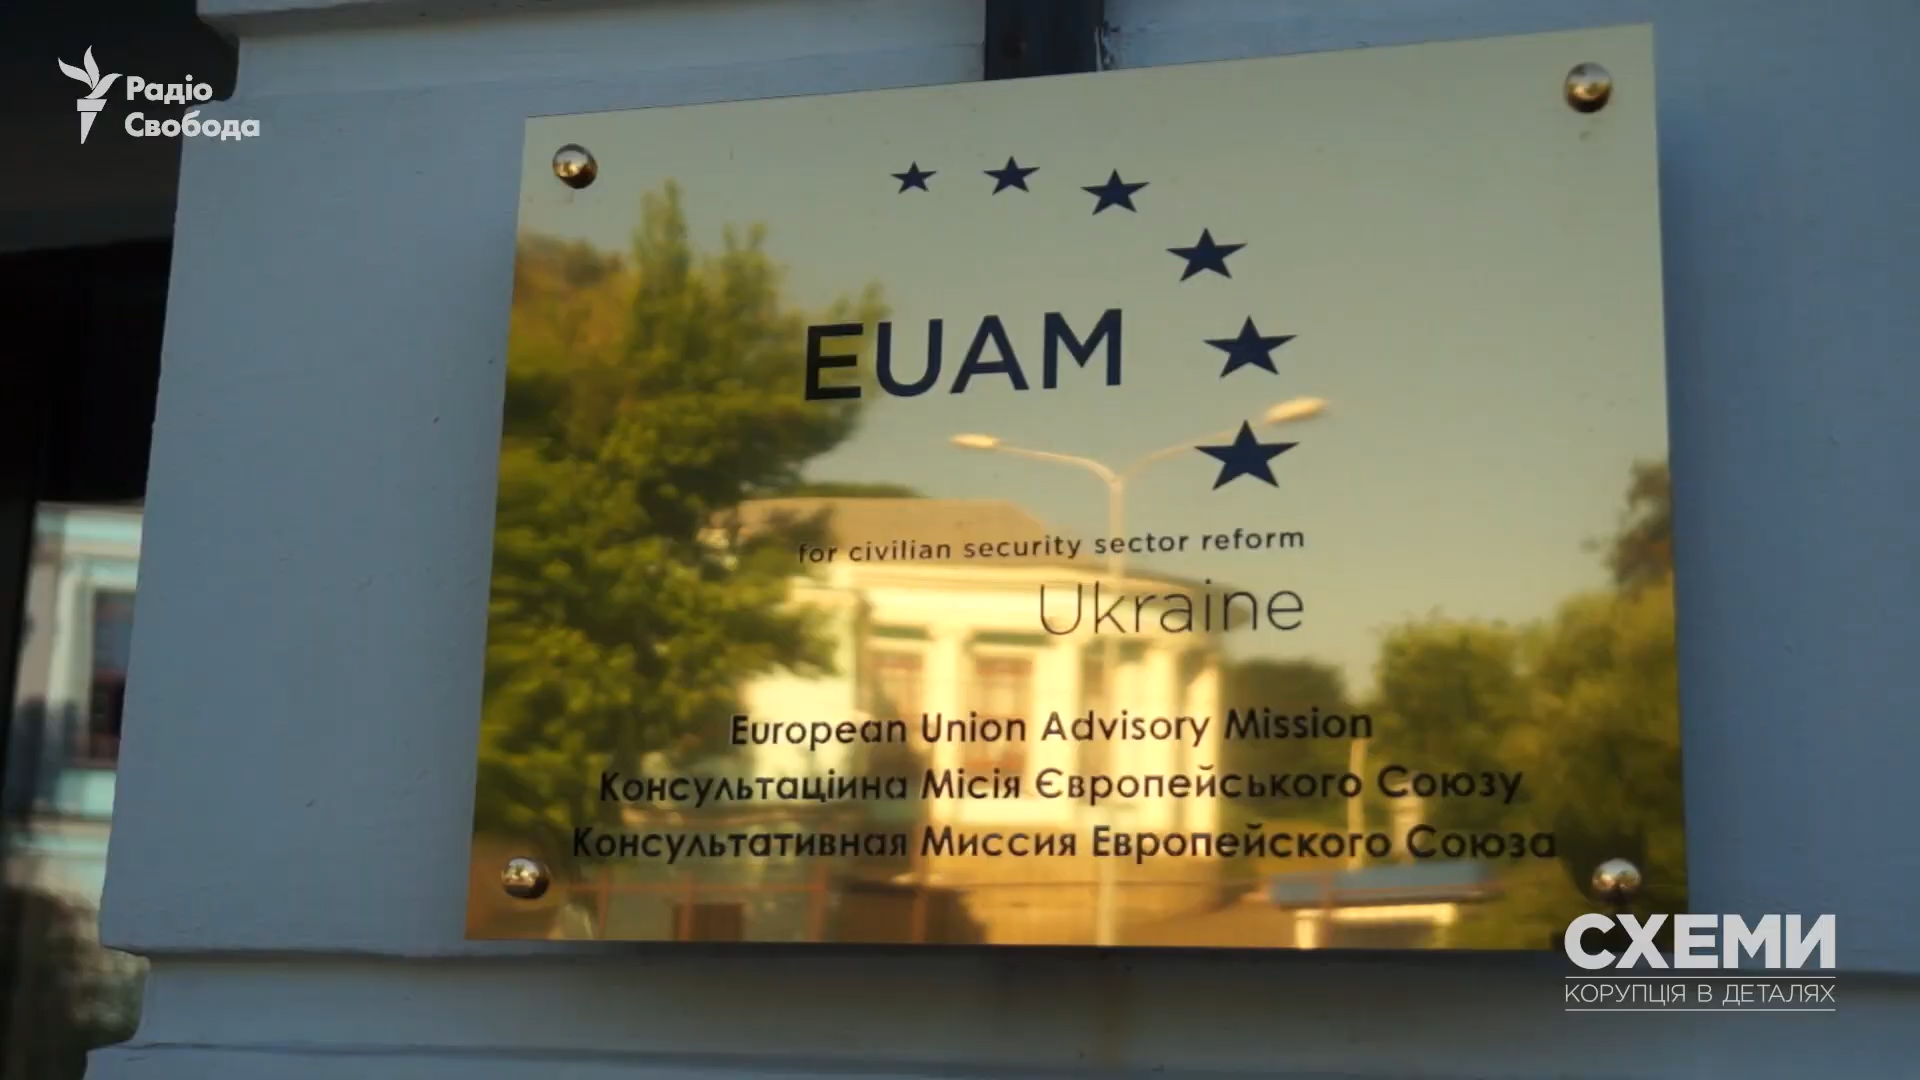 Радіо
Свобода
EUAM
for civilian security sector reform
Ukraine
European Union Advisory Mission
Консультаціина Місія Європейського Союзу
Консультативная Миссия Европейского Союза
СХЕМИ
КОРУПЦІЯ В ДЕТАЛЯХ